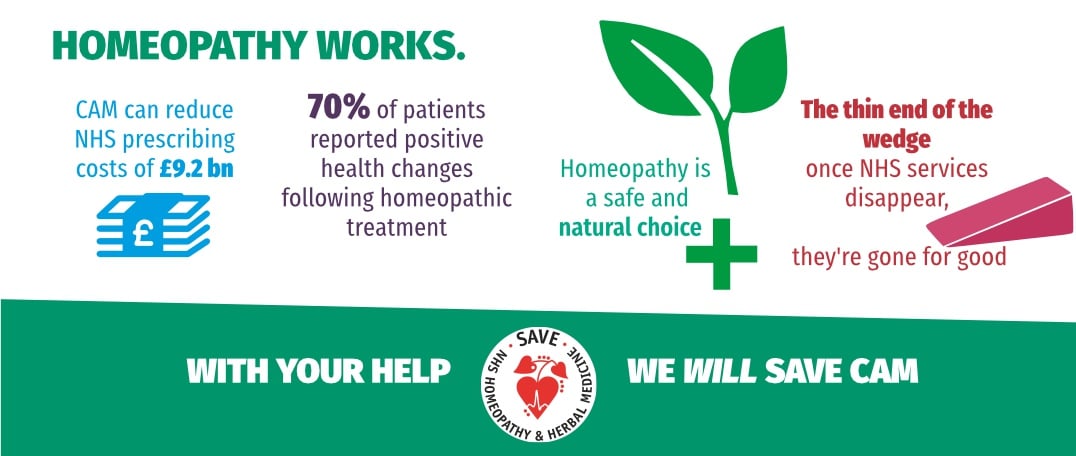 HOMEOPATHY WORKS.
CAM can reduce
NHS prescribing
costs of £9.2 bn
£
70% of patients
reported positive
health changes
following homeopathic
treatment
Homeopathy is
a safe and
natural choice
The thin end of the
wedge
once NHS services
disappear,
they're gone for good
WITH YOUR HELP
· SAVE ·
NHS HOMEOPATHY & HERBAL MEDICINE
WE WILL SAVE CAM